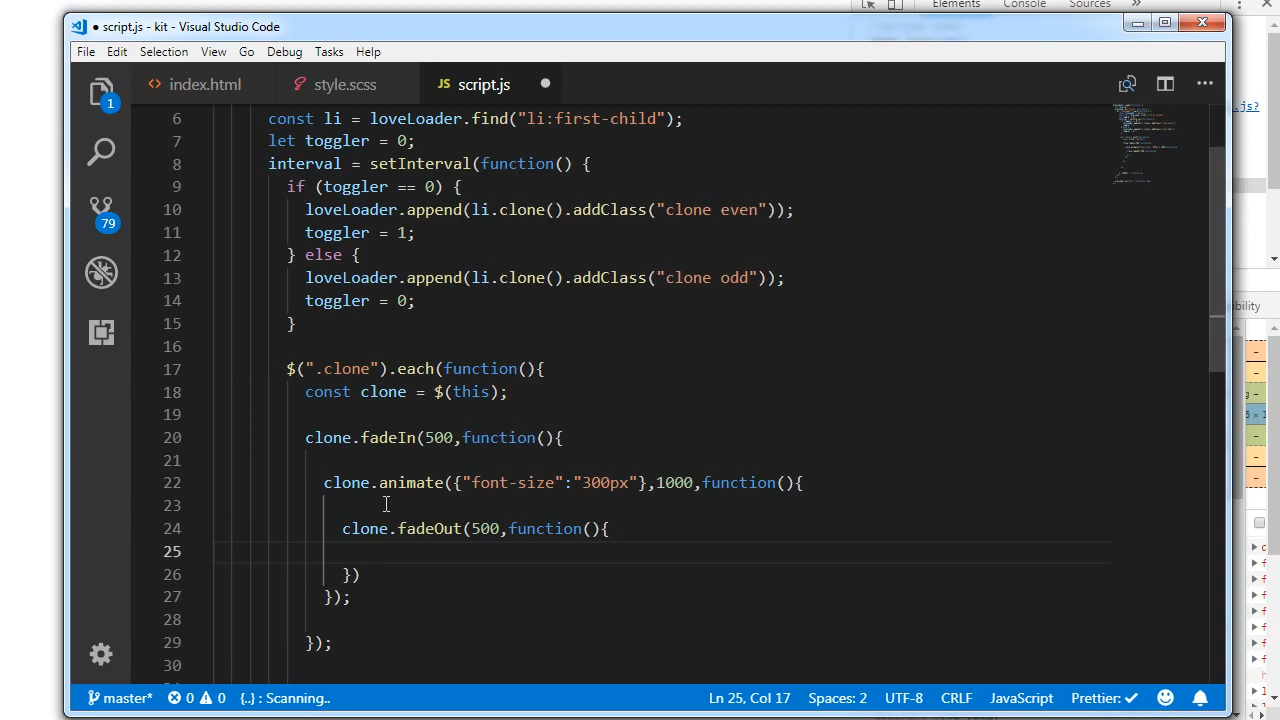 Elements Console Sources »
script.js - kit - Visual Studio Code
File Edit Selection View Go Debug Tasks Help
index.html style.scss JS script.js
1
79
6 const li = loveLoader.find("li:first-child");
7 let toggler = 0;
8 interval = setInterval(function() {
9 if (toggler == 0) {
10 loveLoader.append(li.clone().addClass("clone even"));
11 toggler = 1;
12 } else {
13 loveLoader.append(li.clone().addClass("clone odd"));
14 toggler = 0;
15 }
16
17 $(".clone").each(function(){
18 const clone = $(this);
19
20 clone.fadeIn(500,function(){
21
22 clone.animate({"font-size":"300px"},1000,function(){
23
24 clone.fadeOut(500,function(){
25
26 })
27 });
28
29 });
30
master* 0 0 {..} : Scanning.. Ln 25, Col 17 Spaces: 2 UTF-8 CRLF JavaScript Prettier: ✓
.js?
ibility